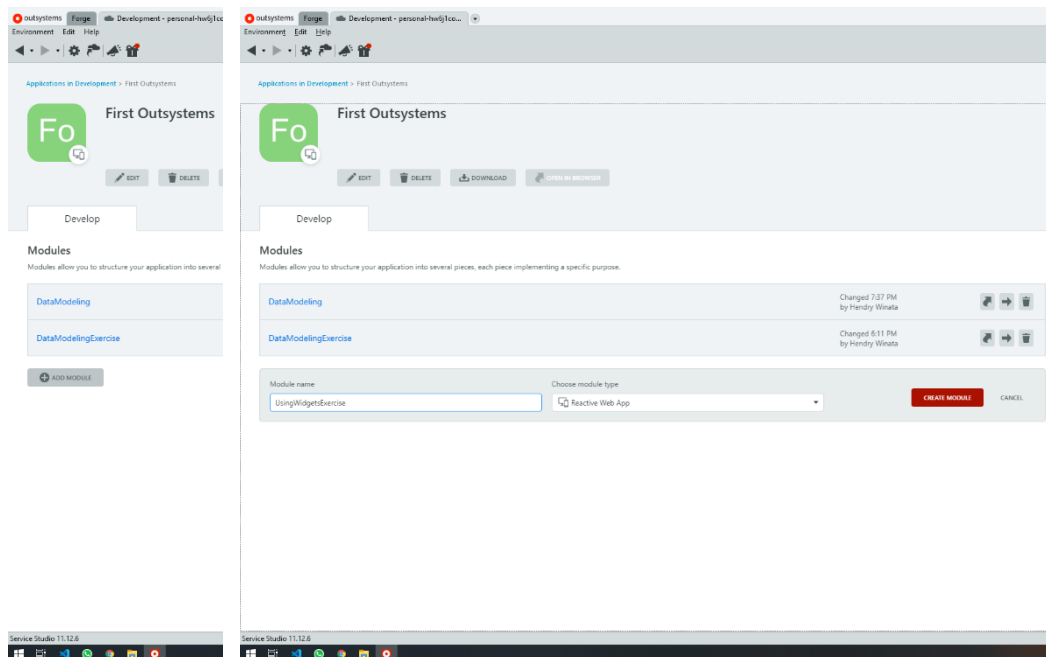 outsystems Forge Development - personal-hw6j1co
Environment Edit Help
Applications in Development > First Outsystems
Fo
First Outsystems
EDIT DELETE
Develop
Modules
Modules allow you to structure your application into several
DataModeling
DataModelingExercise
ADD MODULE
Service Studio 11.12.6
outsystems Forge Development - personal-hw6j1co...
Environment Edit Help
Applications in Development > First Outsystems
Fo
First Outsystems
EDIT DELETE DOWNLOAD OPEN IN BROWSER
Develop
Modules
Modules allow you to structure your application into several pieces, each piece implementing a specific purpose.
DataModeling
Changed 7:37 PM
by Hendry Winata
DataModelingExercise
Changed 6:11 PM
by Hendry Winata
Module name Choose module type
UsingWidgetsExercise Reactive Web App CREATE MODULE CANCEL
Service Studio 11.12.6